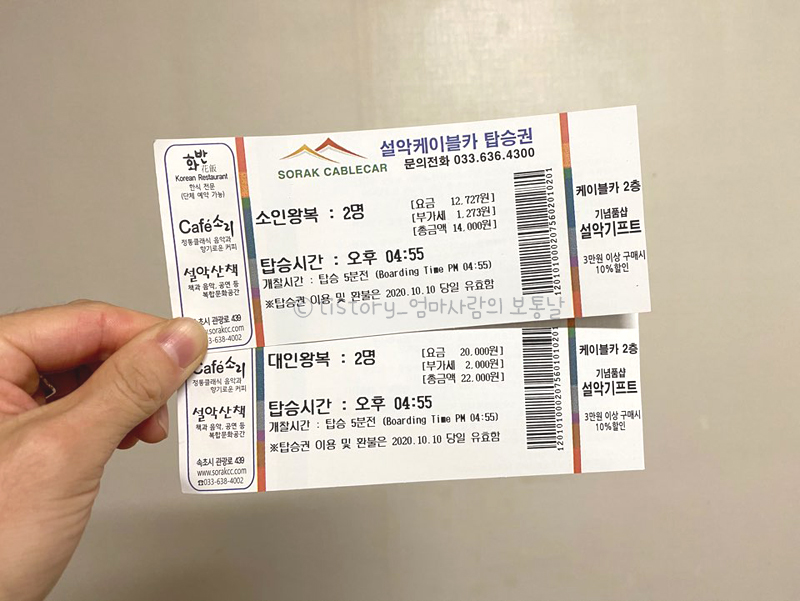 화반
花飯
Korean Restaurant
한식 전문
(단체 예약 가능)
Café소리
정통클래식 음악과
향기로운 커피
설악산책
책과 음악, 공연 등
복합문화공간
속초시 관광로 439
www.sorakcc.com
033-638-4002
SORAK CABLECAR
설악케이블카 탑승권
문의전화 033.636.4300
소인왕복 : 2명
[요금 12.727원]
[부가세 1.273원]
[총금액 14.000원]
탑승시간 : 오후 04:55
개찰시간 : 탑승 5분전 (Boarding Time PM 04:55)
※탑승권 이용 및 환불은 2020.10.10 당일 유효함
1201010002075602010201
케이블카 2층
기념품샵
설악기프트
3만원 이상 구매시
10%할인
© tistory_엄마사람의 보통날
Café소리
정통클래식 음악과
향기로운 커피
설악산책
책과 음악, 공연 등
복합문화공간
속초시 관광로 439
www.sorakcc.com
☎033-638-4002
대인왕복 : 2명
[요금 20.000원]
[부가세 2.000원]
[총금액 22.000원]
탑승시간 : 오후 04:55
개찰시간 : 탑승 5분전 (Boarding Time PM 04:55)
※탑승권 이용 및 환불은 2020.10.10 당일 유효함
케이블카 2층
기념품샵
설악기프트
3만원 이상 구매시
10%할인